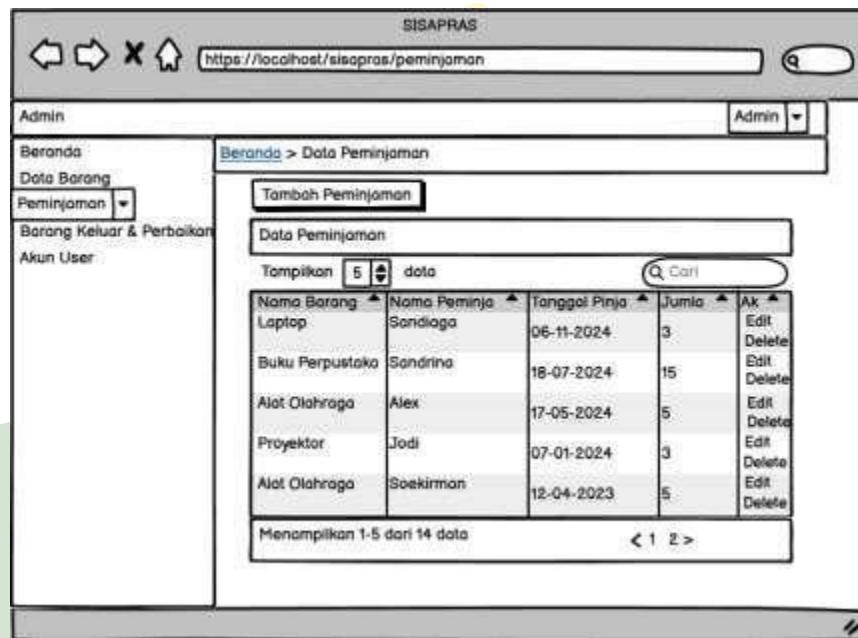 SISAPRAS
https://localhost/sisapras/peminjaman
Admin
Admin
Beranda
Data Barang
Peminjaman
Barang Keluar & Perbaikan
Akun User
Beranda > Data Peminjaman
Tambah Peminjaman
Data Peminjaman
Tampilkan 5 data
Cari
Nama Barang Nama Peminja Tanggal Pinja Jumla Ak
Laptop Sandiaga 06-11-2024 3 Edit
Delete
Buku Perpustaka Sandrina 18-07-2024 15 Edit
Delete
Alat Olahraga Alex 17-05-2024 5 Edit
Delete
Proyektor Jodi 07-01-2024 3 Edit
Delete
Alat Olahraga Soekirman 12-04-2023 5 Edit
Delete
Menampilkan 1-5 dari 14 data
< 1 2 >